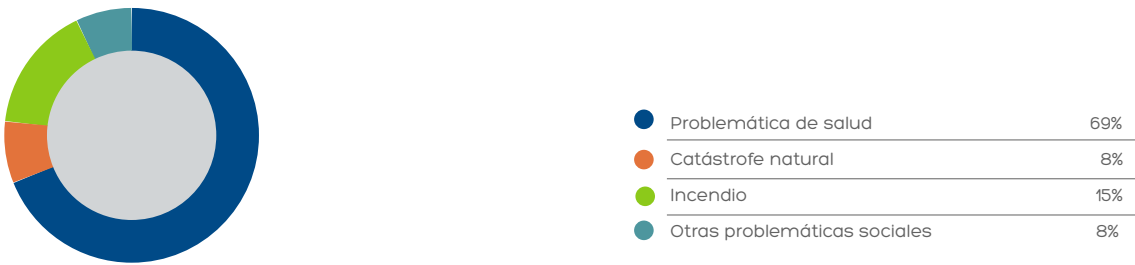 Problemática de salud 69%
Catástrofe natural 8%
Incendio 15%
Otras problemáticas sociales 8%